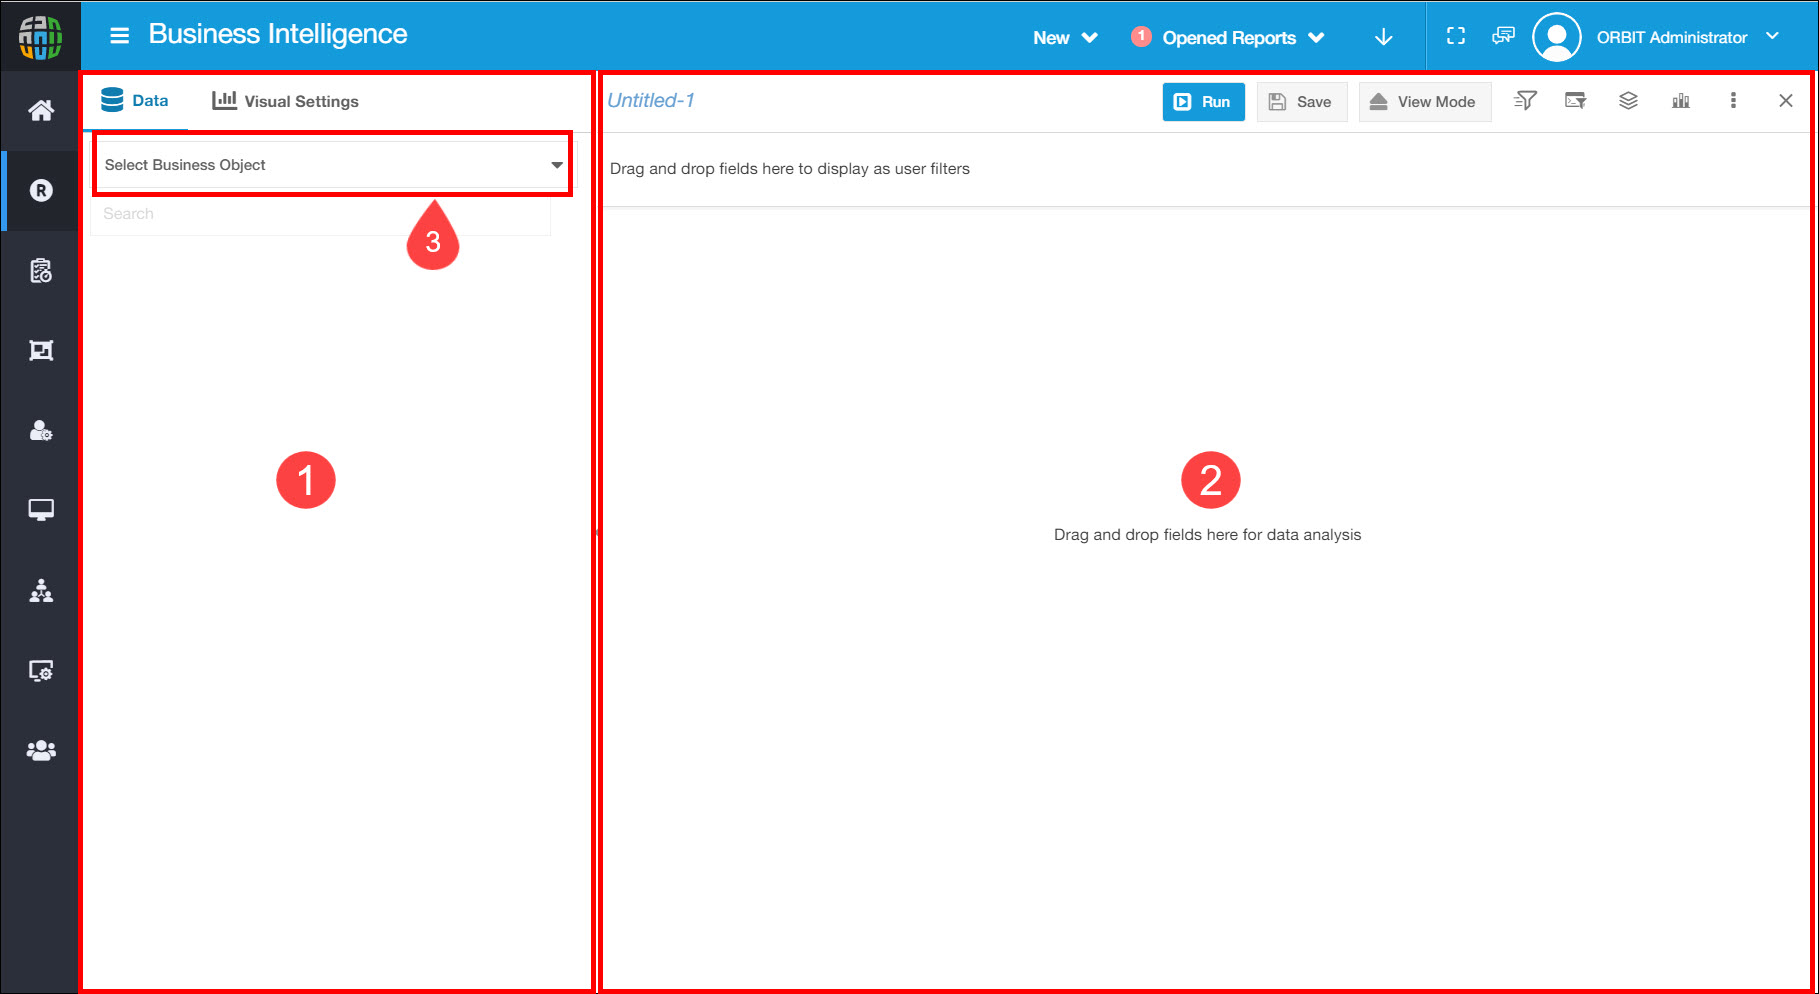 Business Intelligence
New
1
Opened Reports
ORBIT Administrator
Data
Visual Settings
Untitled-1
Run
Save
View Mode
R
Select Business Object
Search
3
Drag and drop fields here to display as user filters
1
2
Drag and drop fields here for data analysis